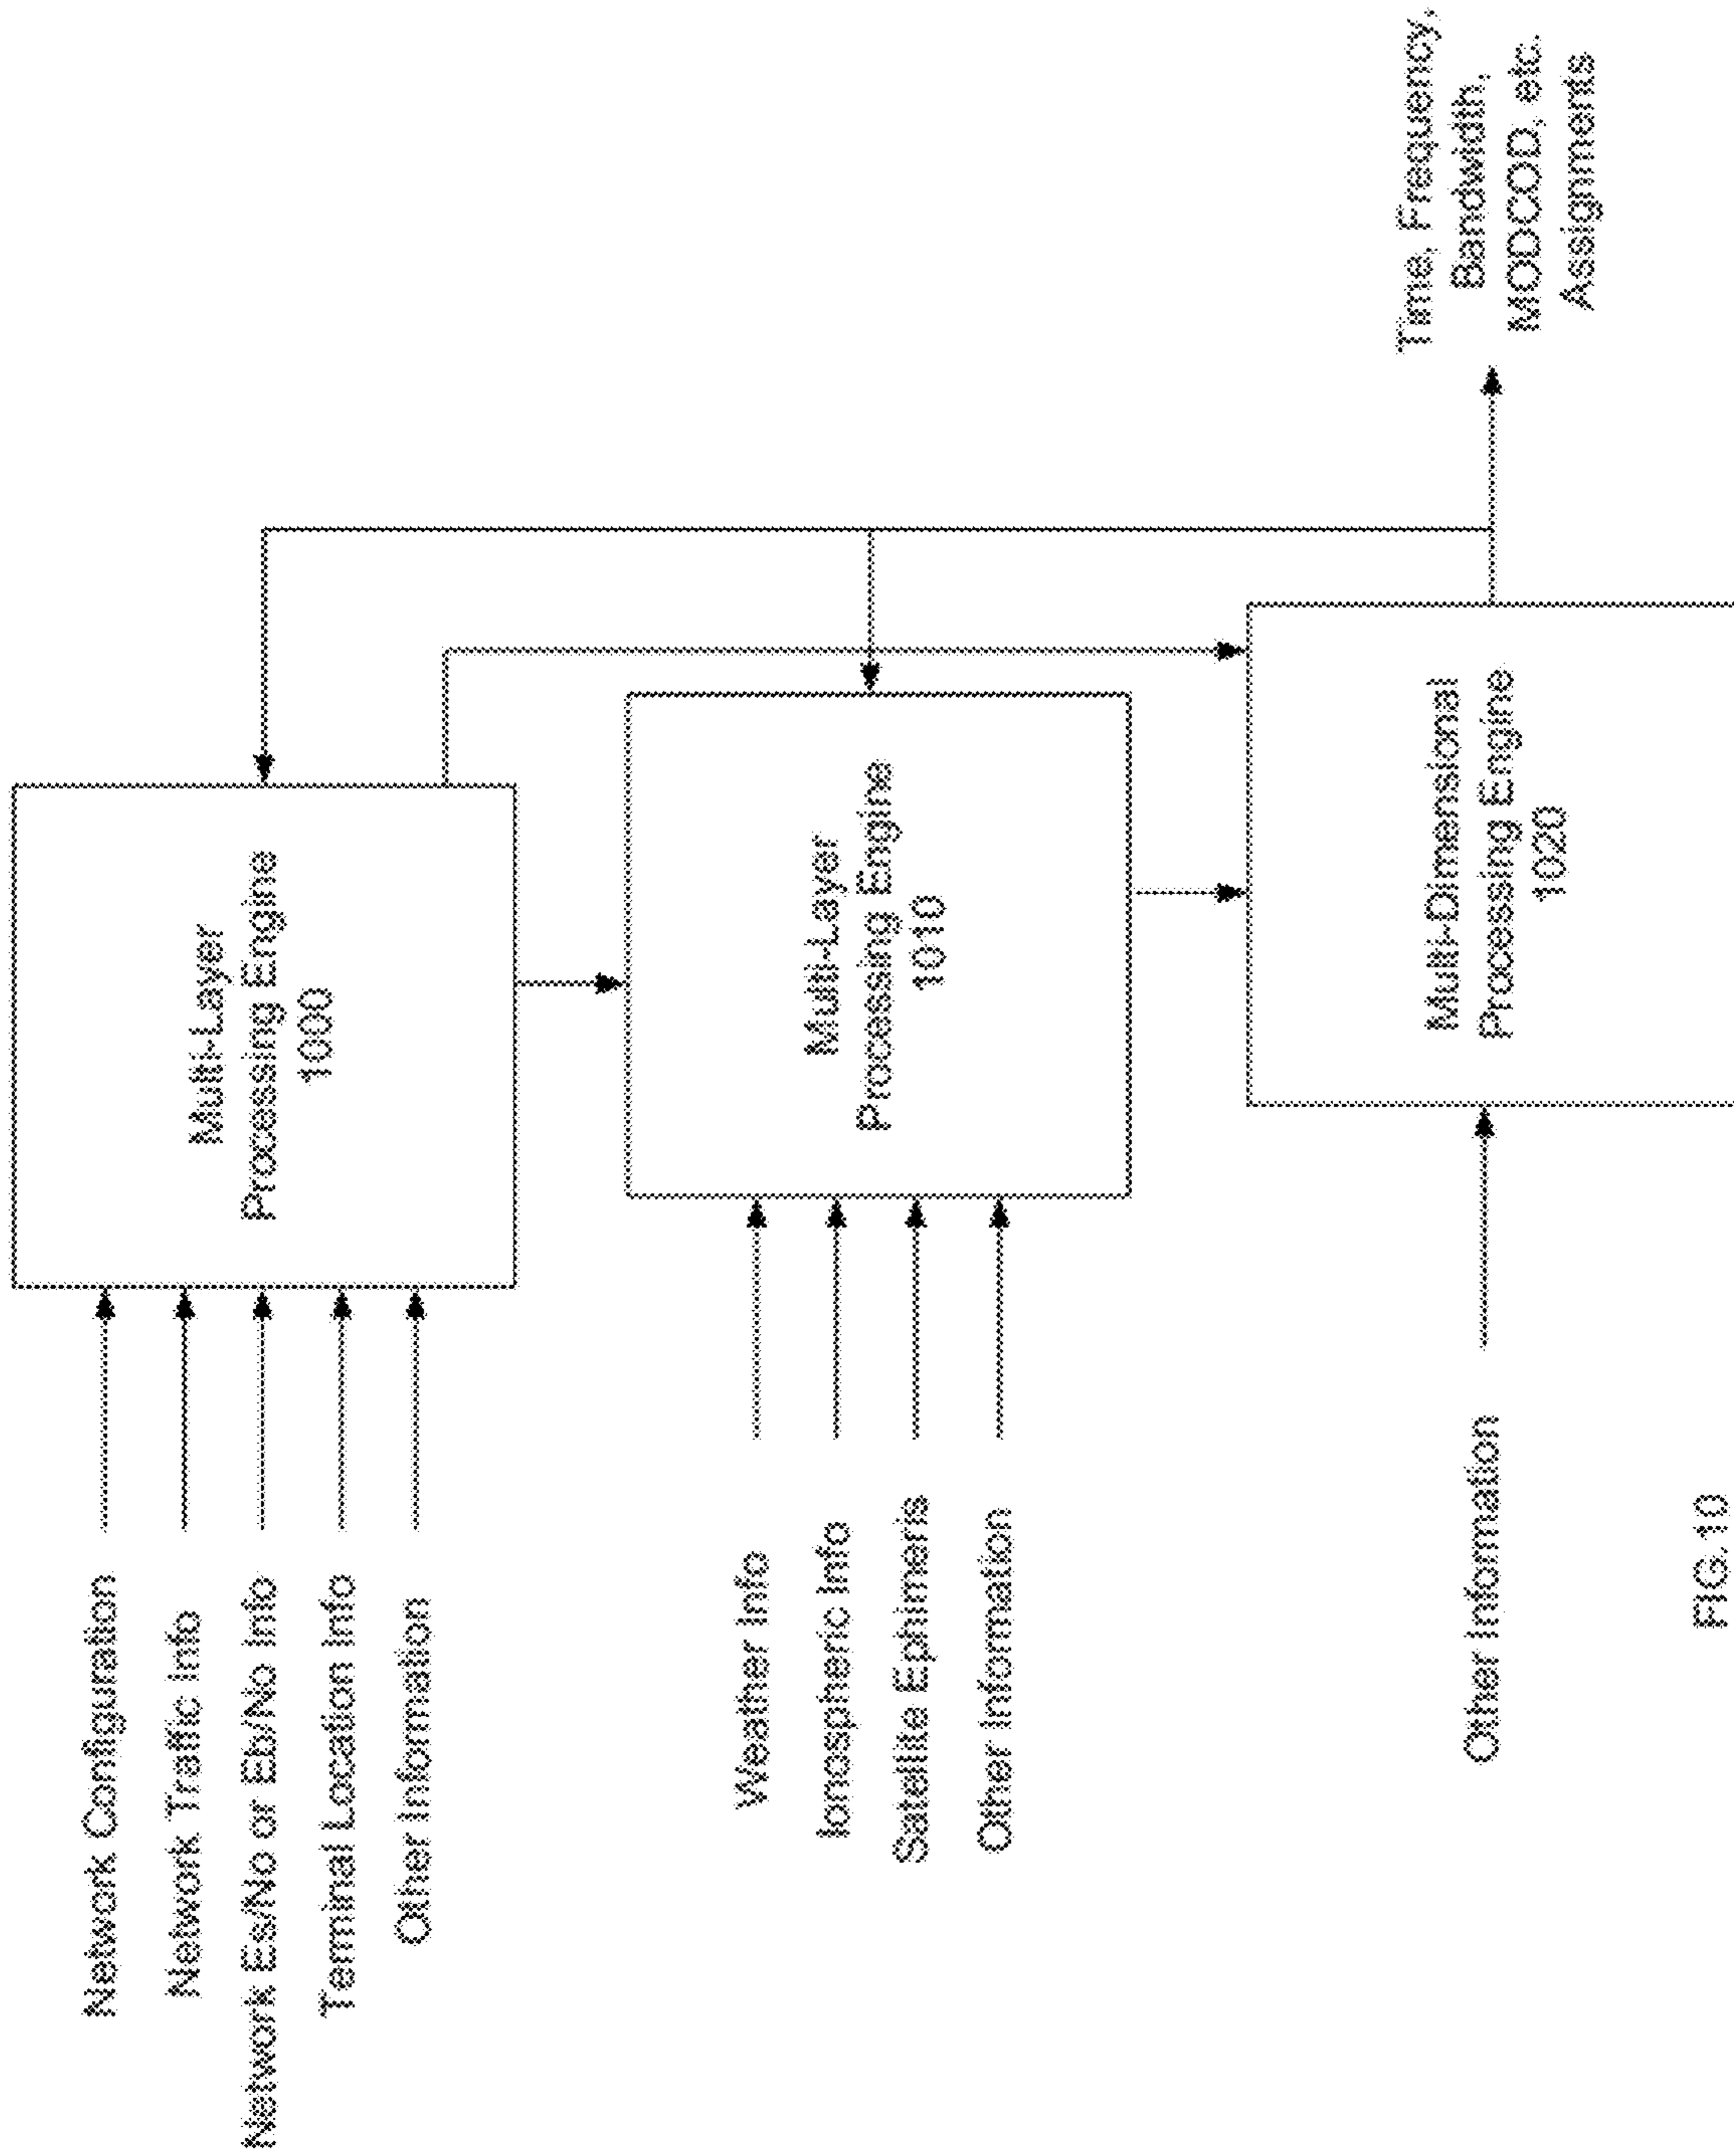 Network Configuration
Network Traffic Info
Network Es/No or Eb/No Info
Terminal Location Info
Other Information
Multi-Layer
Processing Engine
1000
Weather Info
Ionospheric Info
Satellite Ephimeris
Other Information
Multi-Layer
Processing Engine
1010
Other Information
Multi-Dimensional
Processing Engine
1020
Time, Frequency,
Bandwidth,
MODCOD, etc.
Assignments
FIG. 10